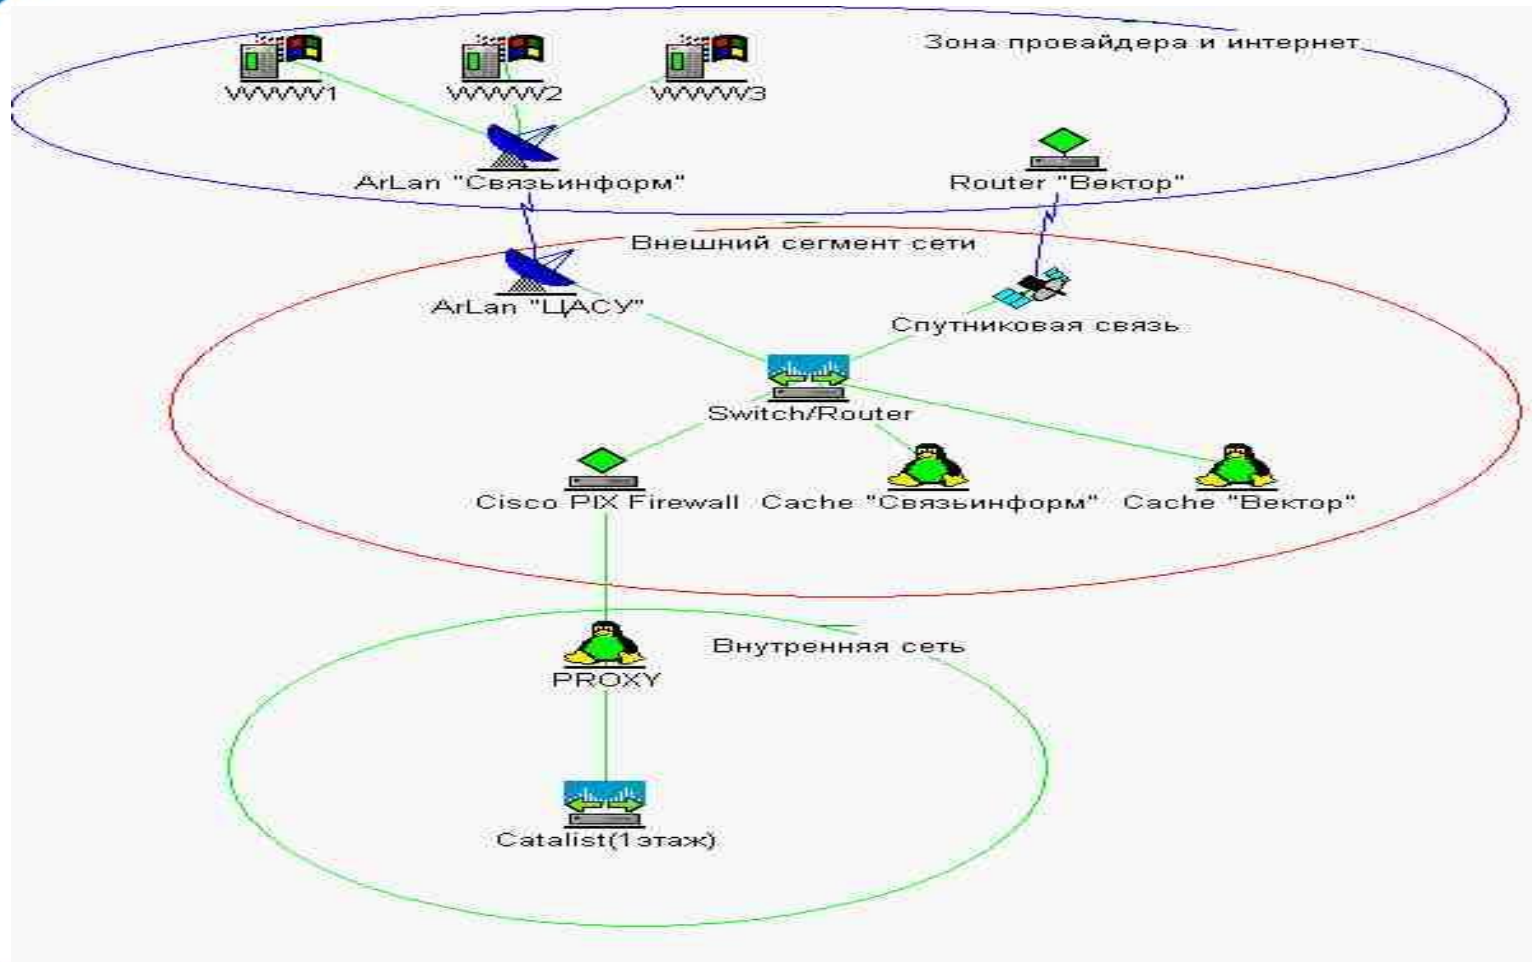 Зона провайдера и интернет
WWW1
WWW2
WWW3
ArLan "Связьинформ"
Router "Вектор"
Внешний сегмент сети
ArLan "ЦАСУ"
Спутниковая связь
Switch/Router
Cisco PIX Firewall
Cache "Связьинформ"
Cache "Вектор"
Внутренняя сеть
PROXY
Catalist(1этаж)